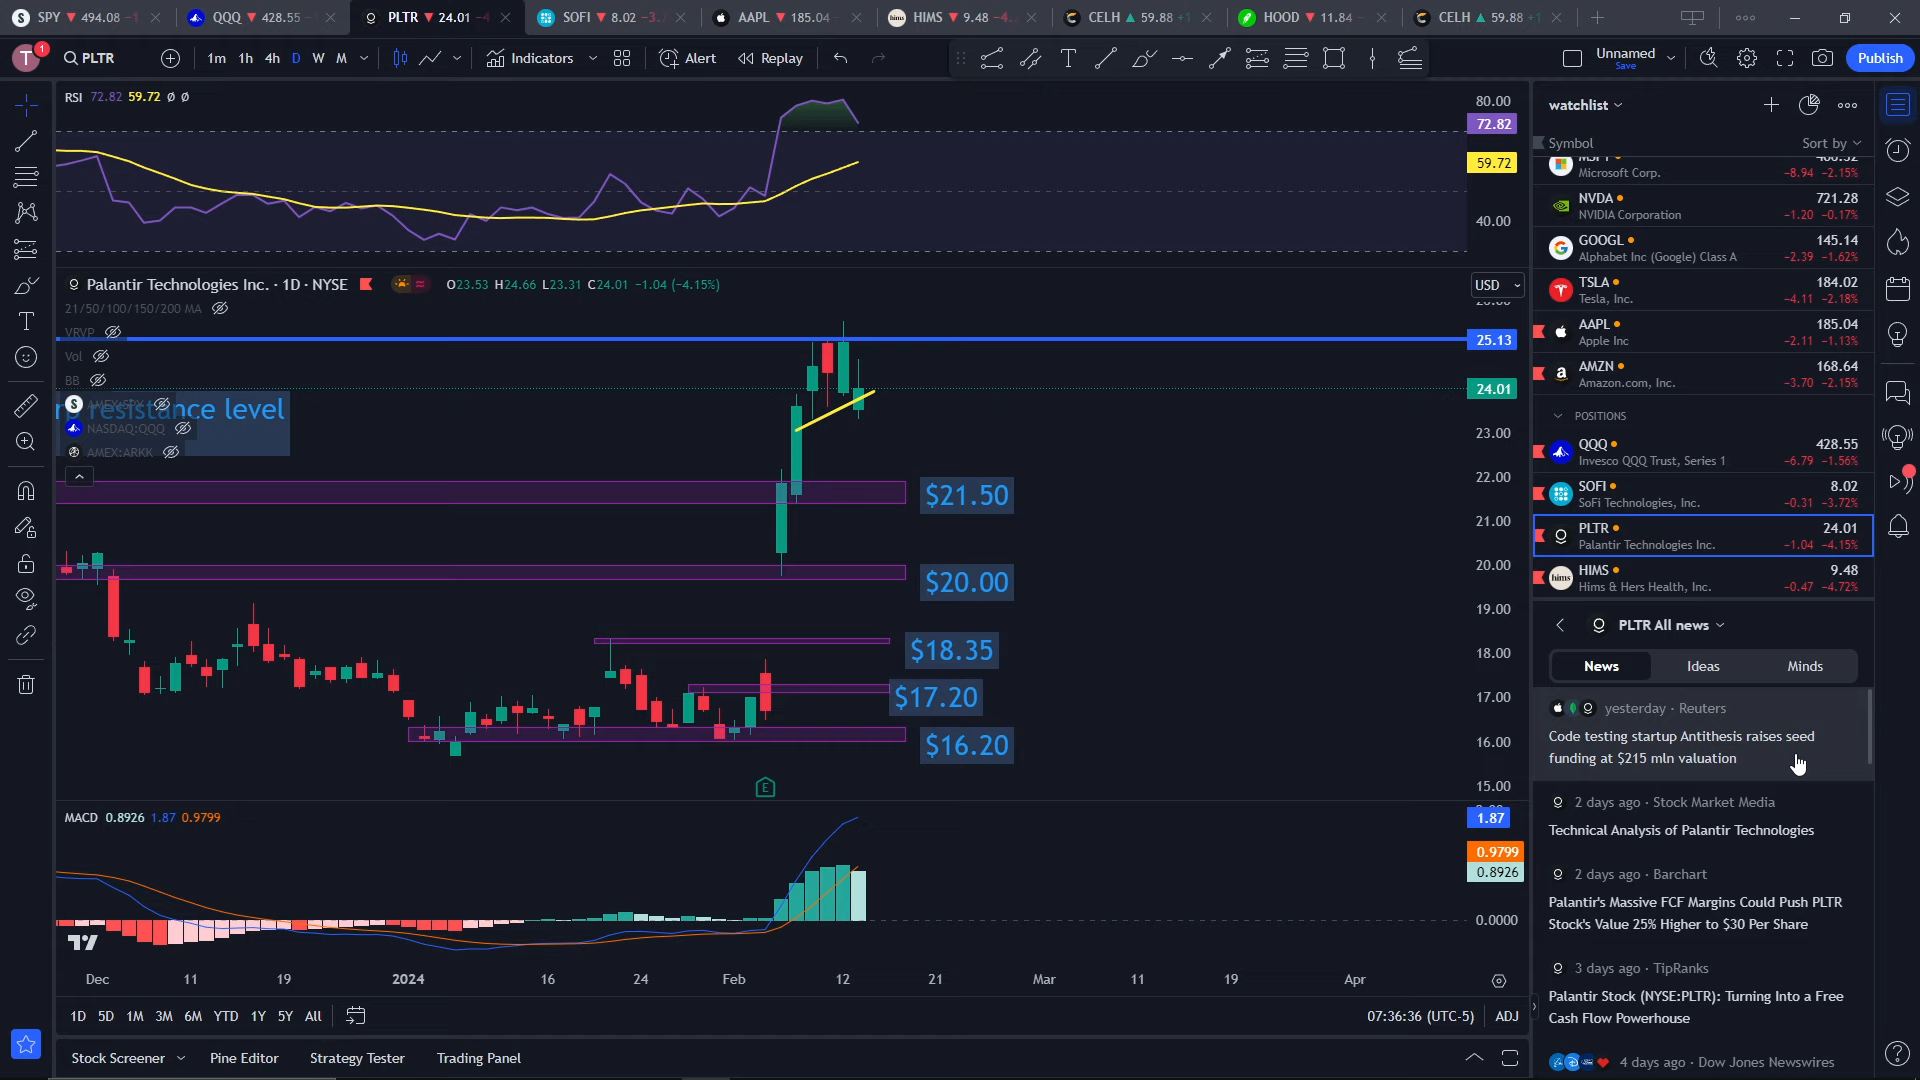 SPY ▼ 494.08 −1
QQQ ▼ 428.55 −
PLTR ▼ 24.01 −4
SOFI ▼ 8.02 −3.
AAPL ▼ 185.04
HIMS ▼ 9.48 −4.
CELH ▲ 59.88 +1
HOOD ▼ 11.84 −
CELH ▲ 59.88 +1
T 1
PLTR
1m 1h 4h D W M
Indicators
Alert
Replay
Unnamed
Save
Publish
RSI 72.82 59.72 Ø Ø
80.00
72.82
59.72
40.00
Palantir Technologies Inc. · 1D · NYSE
O23.53 H24.66 L23.31 C24.01 −1.04 (−4.15%)
USD
21/50/100/150/200 MA
VRVP
Vol
BB
AMEX:SPY
NASDAQ:QQQ
AMEX:ARKK
resistance level
25.13
24.01
23.00
22.00
21.00
20.00
19.00
18.00
17.00
16.00
15.00
$21.50
$20.00
$18.35
$17.20
$16.20
E
MACD 0.8926 1.87 0.9799
1.87
0.9799
0.8926
0.0000
Dec 11 19 2024 16 24 Feb 12 21 Mar 11 19 Apr
1D 5D 1M 3M 6M YTD 1Y 5Y All
07:36:36 (UTC-5) ADJ
Stock Screener
Pine Editor
Strategy Tester
Trading Panel
watchlist
Symbol
Sort by
Microsoft Corp. −8.94 −2.15%
NVDA 721.28
NVIDIA Corporation −1.20 −0.17%
GOOGL 145.14
Alphabet Inc (Google) Class A −2.39 −1.62%
TSLA 184.02
Tesla, Inc. −4.11 −2.18%
AAPL 185.04
Apple Inc −2.11 −1.13%
AMZN 168.64
Amazon.com, Inc. −3.70 −2.15%
POSITIONS
QQQ 428.55
Invesco QQQ Trust, Series 1 −6.79 −1.56%
SOFI 8.02
SoFi Technologies, Inc. −0.31 −3.72%
PLTR 24.01
Palantir Technologies Inc. −1.04 −4.15%
hims HIMS 9.48
Hims & Hers Health, Inc. −0.47 −4.72%
PLTR All news
News
Ideas
Minds
yesterday · Reuters
Code testing startup Antithesis raises seed
funding at $215 mln valuation
2 days ago · Stock Market Media
Technical Analysis of Palantir Technologies
2 days ago · Barchart
Palantir's Massive FCF Margins Could Push PLTR
Stock's Value 25% Higher to $30 Per Share
3 days ago · TipRanks
Palantir Stock (NYSE:PLTR): Turning Into a Free
Cash Flow Powerhouse
4 days ago · Dow Jones Newswires